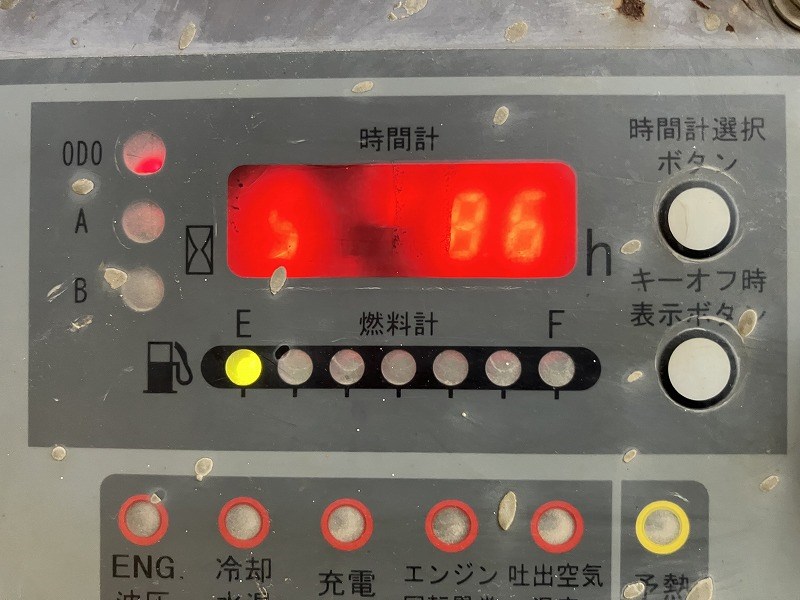 時間計
時間計選択
ボタン
ODO
A
B
86
h
キーオフ時
表示ボタン
E
燃料計
F
ENG.
冷却
充電
エンジン
吐出空気
予熱